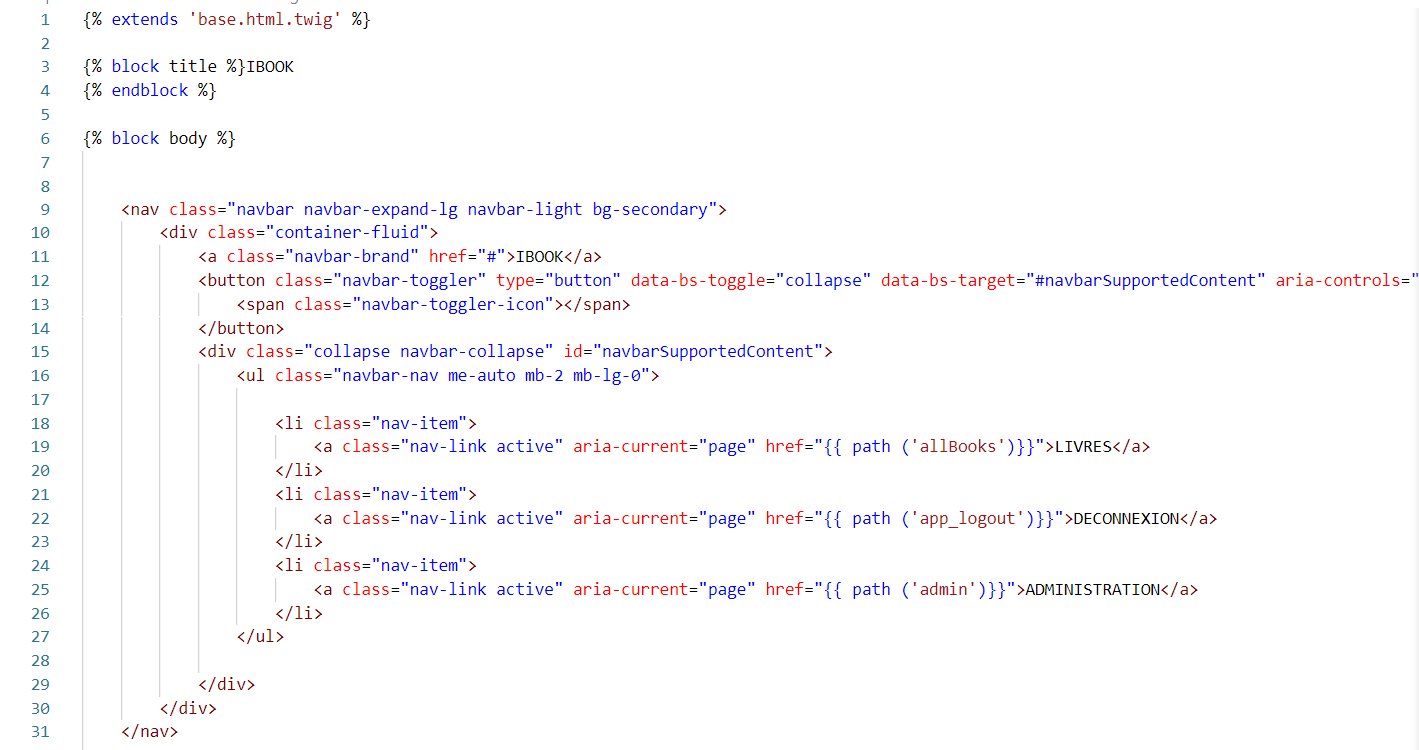 1 {% extends 'base.html.twig' %}
2
3 {% block title %}IBOOK
4 {% endblock %}
5
6 {% block body %}
7
8
9 <nav class="navbar navbar-expand-lg navbar-light bg-secondary">
10 <div class="container-fluid">
11 <a class="navbar-brand" href="#">IBOOK</a>
12 <button class="navbar-toggler" type="button" data-bs-toggle="collapse" data-bs-target="#navbarSupportedContent" aria-controls="
13 <span class="navbar-toggler-icon"></span>
14 </button>
15 <div class="collapse navbar-collapse" id="navbarSupportedContent">
16 <ul class="navbar-nav me-auto mb-2 mb-lg-0">
17
18 <li class="nav-item">
19 <a class="nav-link active" aria-current="page" href="{{ path ('allBooks')}}">LIVRES</a>
20 </li>
21 <li class="nav-item">
22 <a class="nav-link active" aria-current="page" href="{{ path ('app_logout')}}">DECONNEXION</a>
23 </li>
24 <li class="nav-item">
25 <a class="nav-link active" aria-current="page" href="{{ path ('admin')}}">ADMINISTRATION</a>
26 </li>
27 </ul>
28
29 </div>
30 </div>
31 </nav>